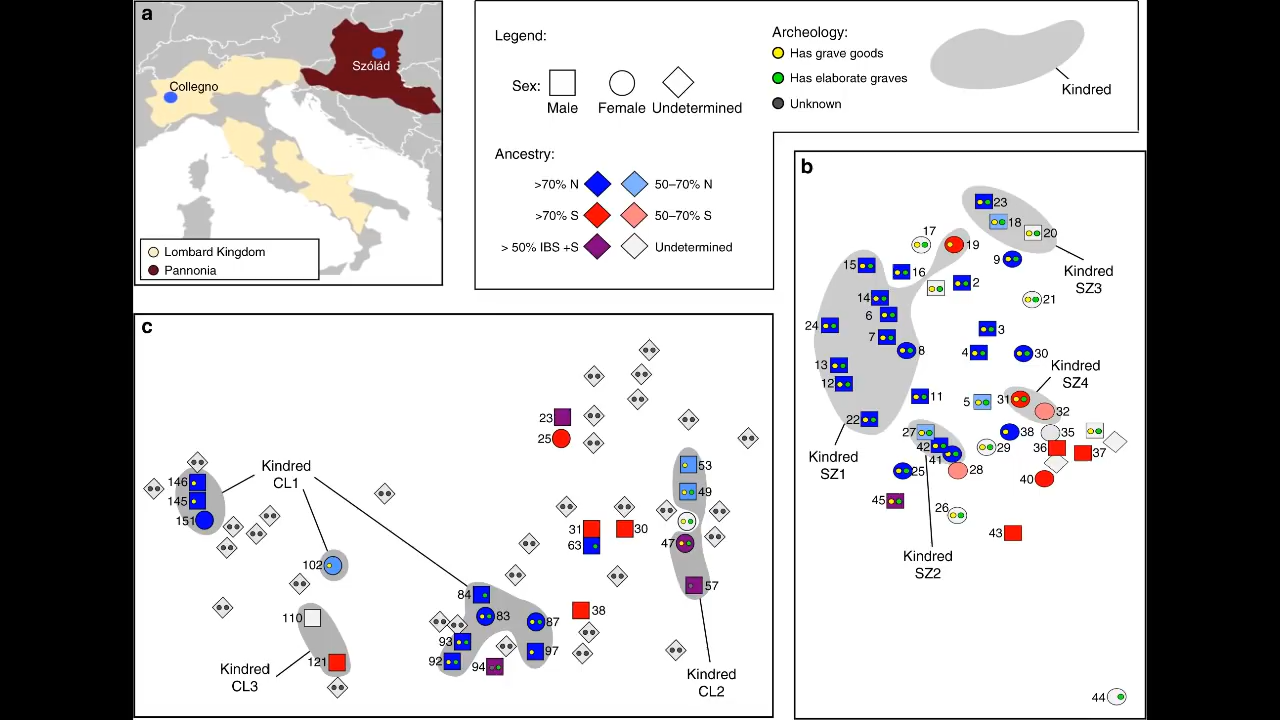 a
Szólád
Collegno
Lombard Kingdom
Pannonia
Legend:
Sex:
Male
Female
Undetermined
Ancestry:
>70% N
50–70% N
>70% S
50–70% S
> 50% IBS +S
Undetermined
Archeology:
Has grave goods
Has elaborate graves
Unknown
Kindred
b
23
18
17
20
19
9
Kindred
SZ3
15
16
2
14
21
6
24
3
7
8
4
30
13
Kindred
SZ4
12
11
5
31
32
22
27
38
35
42
29
36
37
41
Kindred
SZ1
25
28
40
45
26
43
Kindred
SZ2
44
c
23
25
53
Kindred
CL1
146
49
145
151
31
30
47
63
102
57
84
38
110
83
87
93
97
Kindred
CL3
121
92
94
Kindred
CL2